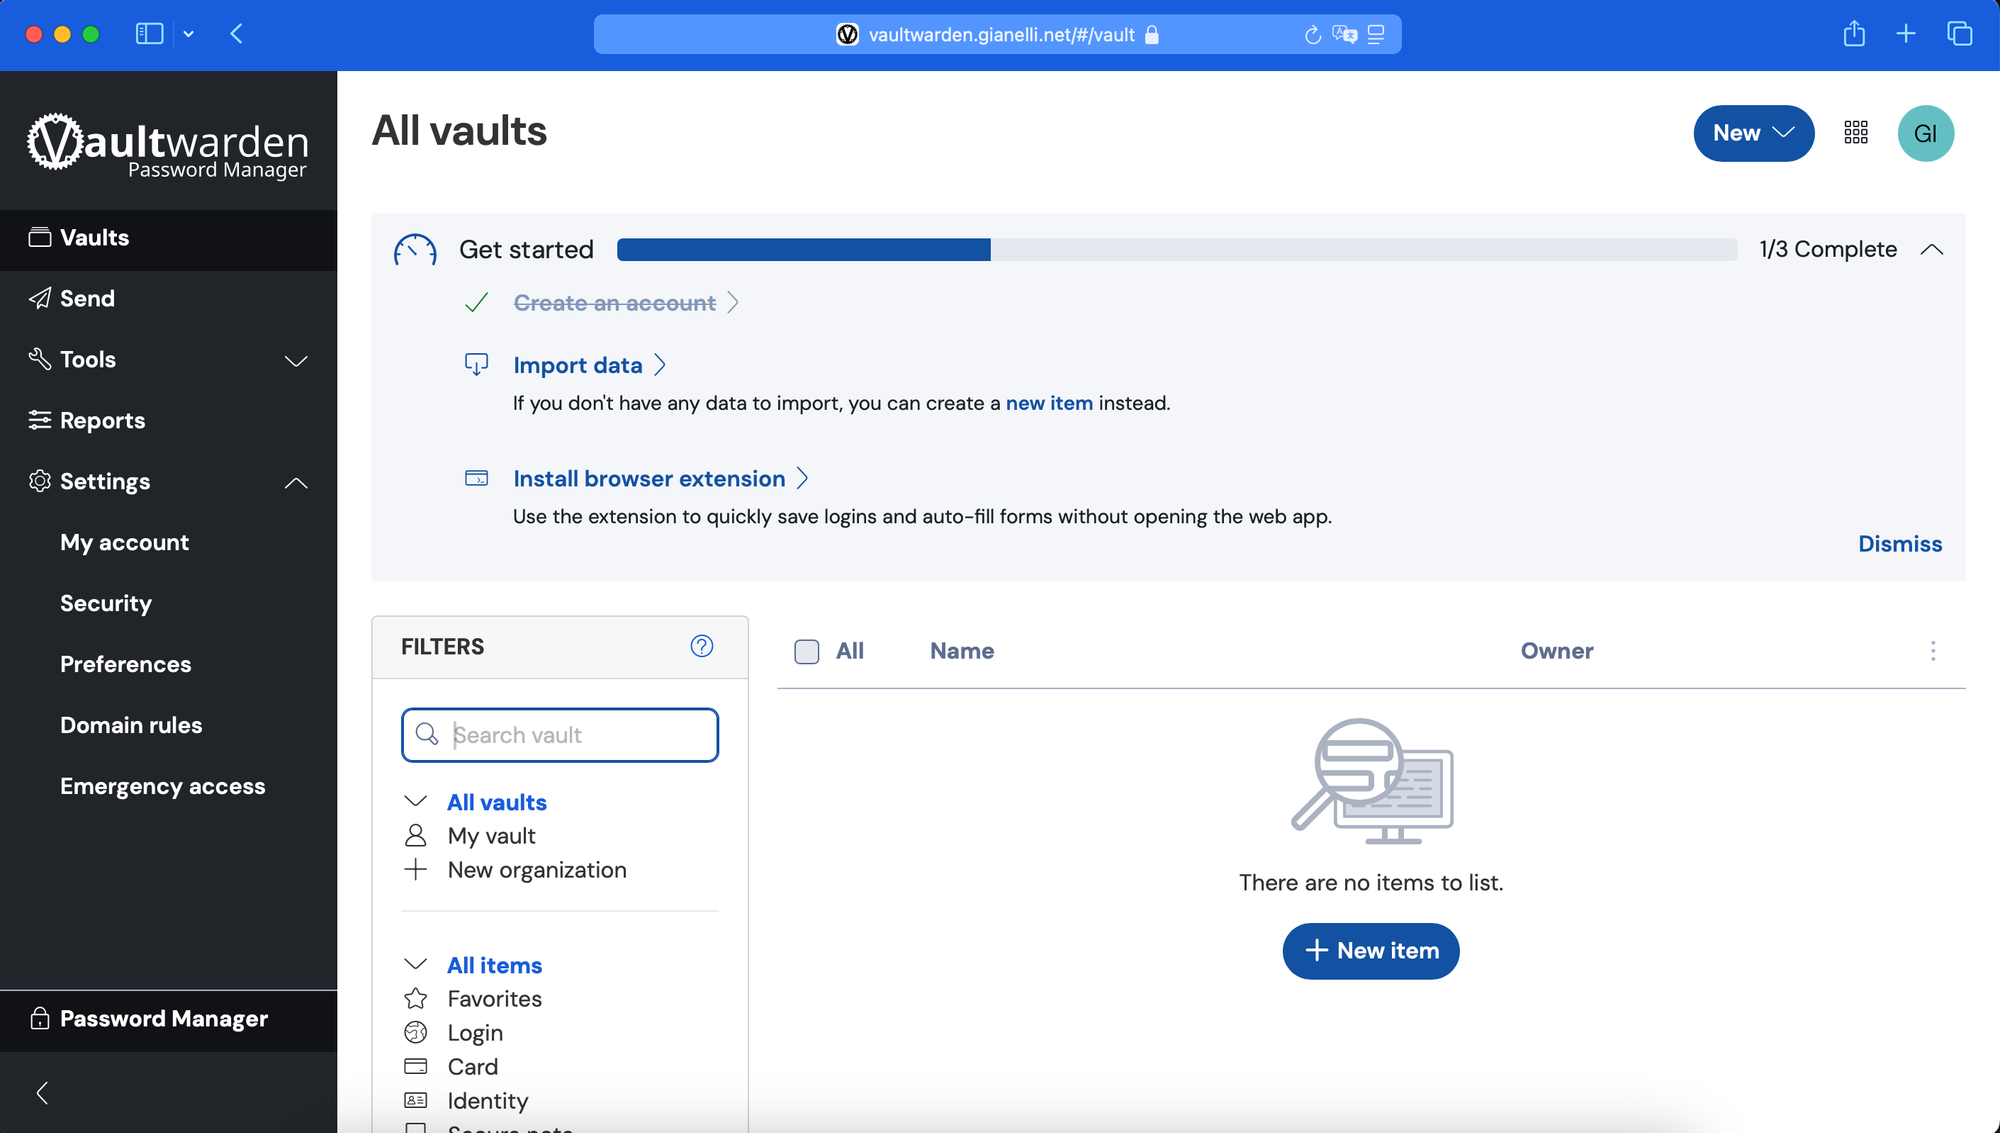 vaultwarden.gianelli.net/#/vault
Vaultwarden
Password Manager
Vaults
Send
Tools
Reports
Settings
My account
Security
Preferences
Domain rules
Emergency access
Password Manager
All vaults
New
GI
Get started
1/3 Complete
Create an account
Import data
If you don't have any data to import, you can create a new item instead.
Install browser extension
Use the extension to quickly save logins and auto-fill forms without opening the web app.
Dismiss
FILTERS
Search vault
All vaults
My vault
New organization
All items
Favorites
Login
Card
Identity
Secure note
All Name Owner
There are no items to list.
New item